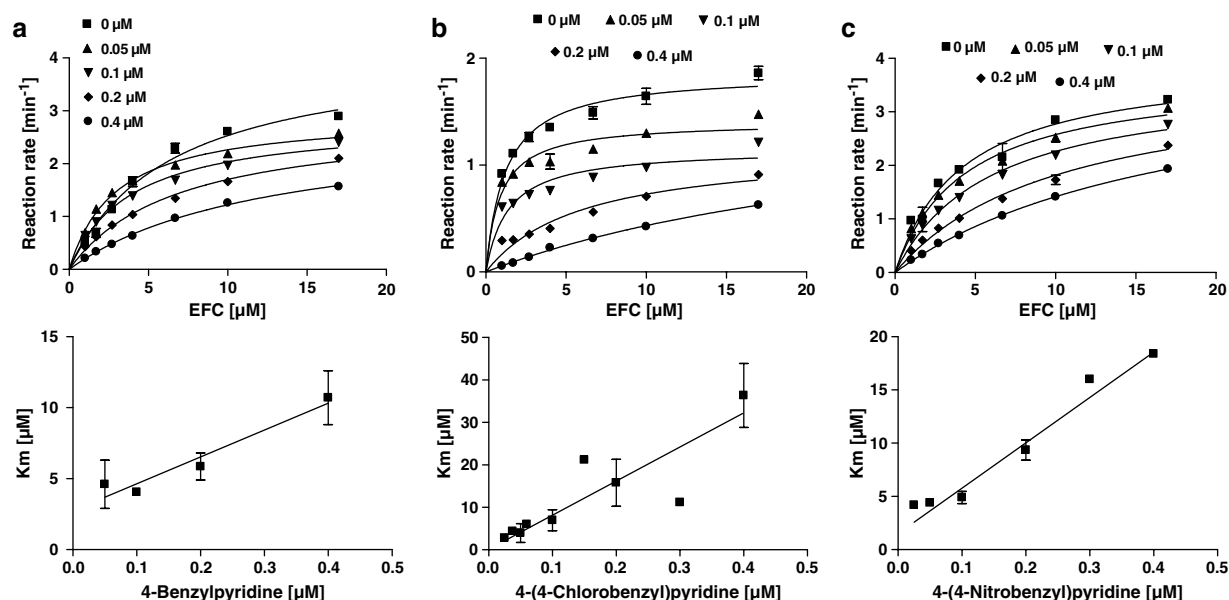 a
0 µM
0.05 µM
0.1 µM
0.2 µM
0.4 µM
Reaction rate [min-1]
4
3
2
1
0
0 5 10 15 20
EFC [µM]
b
0 µM 0.05 µM 0.1 µM
0.2 µM 0.4 µM
Reaction rate [min-1]
2
1
0
0 5 10 15 20
EFC [µM]
c
0 µM 0.05 µM 0.1 µM
0.2 µM 0.4 µM
Reaction rate [min-1]
4
3
2
1
0
0 5 10 15 20
EFC [µM]
Km [µM]
15
10
5
0
0.0 0.1 0.2 0.3 0.4 0.5
4-Benzylpyridine [µM]
Km [µM]
50
40
30
20
10
0
0.0 0.1 0.2 0.3 0.4 0.5
4-(4-Chlorobenzyl)pyridine [µM]
Km [µM]
20
15
10
5
0
0.0 0.1 0.2 0.3 0.4 0.5
4-(4-Nitrobenzyl)pyridine [µM]